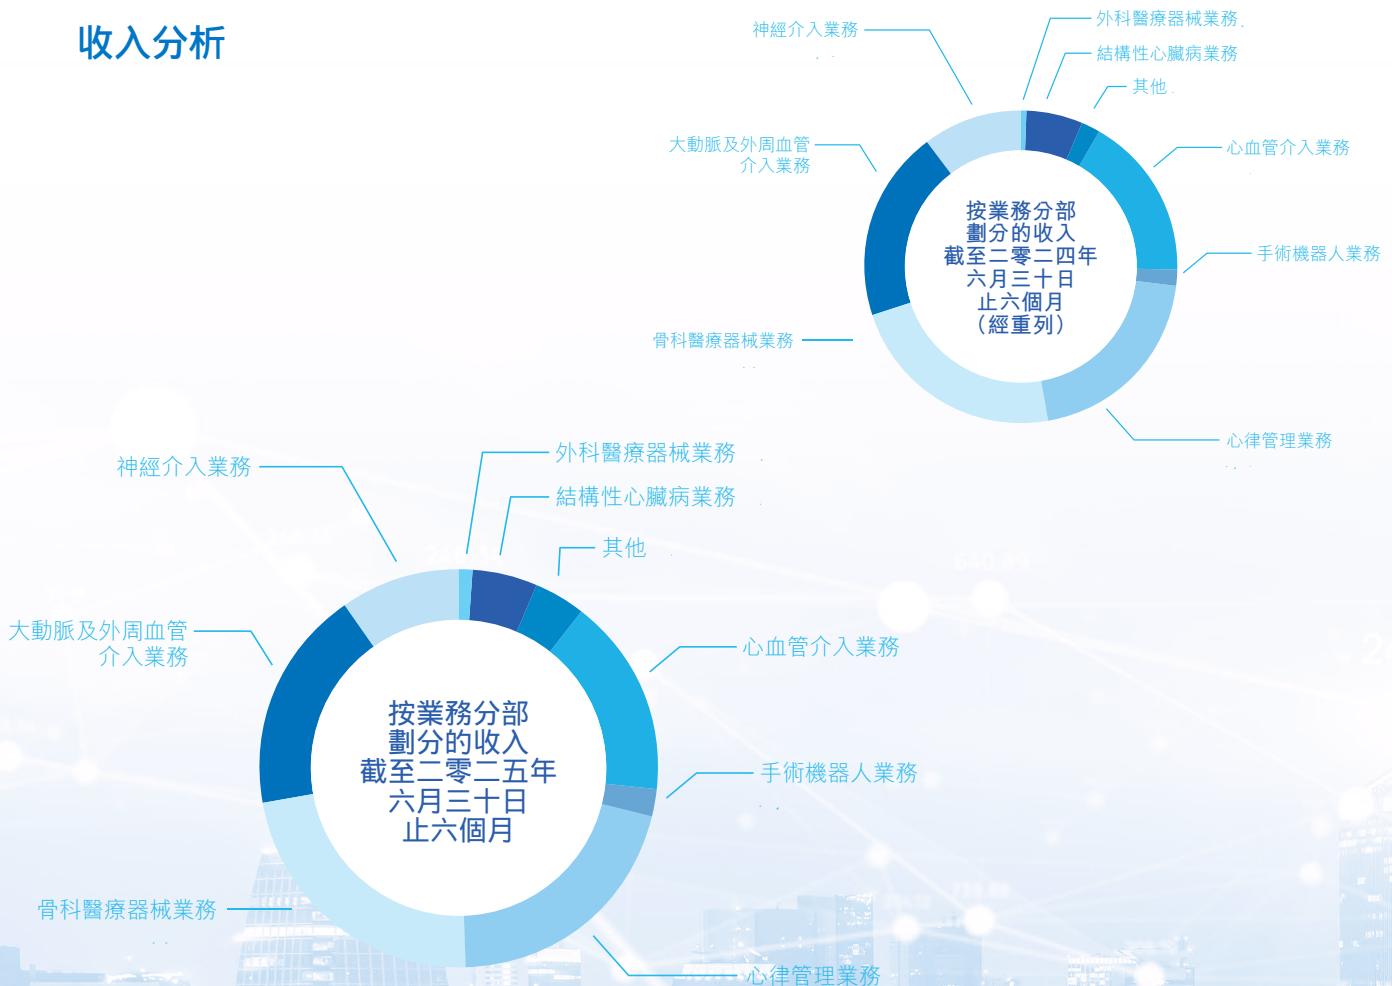 收入分析
神經介入業務
外科醫療器械業務
結構性心臟病業務
其他
大動脈及外周血管
介入業務
心血管介入業務
手術機器人業務
骨科醫療器械業務
心律管理業務
按業務分部
劃分的收入
截至二零二四年
六月三十日
止六個月
（經重列）
神經介入業務
外科醫療器械業務
結構性心臟病業務
其他
大動脈及外周血管
介入業務
心血管介入業務
手術機器人業務
骨科醫療器械業務
心律管理業務
按業務分部
劃分的收入
截至二零二五年
六月三十日
止六個月